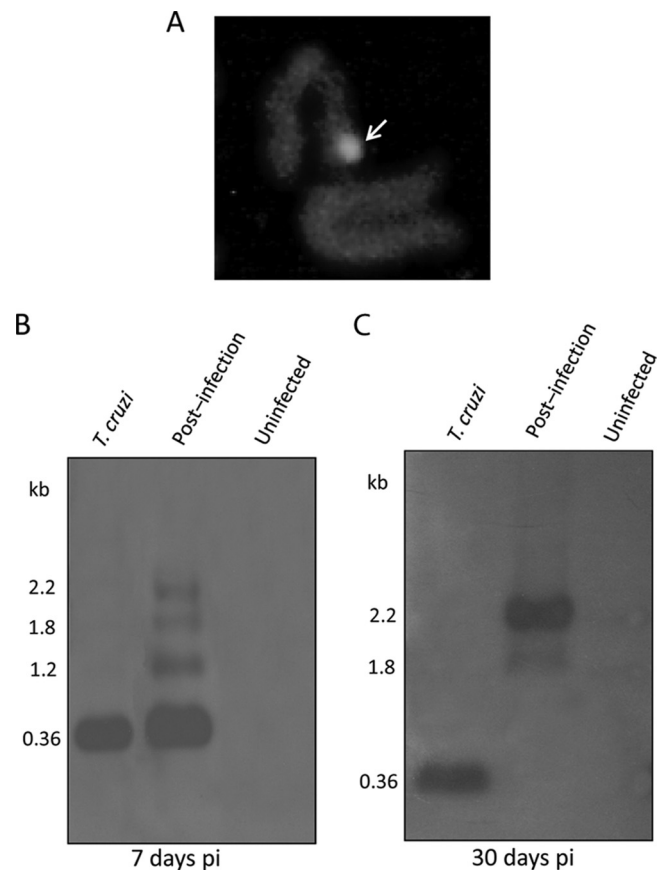 A
B
T. cruzi
Post–infection
Uninfected
kb
2.2
1.8
1.2
0.36
7 days pi
C
T. cruzi
Post–infection
Uninfected
kb
2.2
1.8
0.36
30 days pi